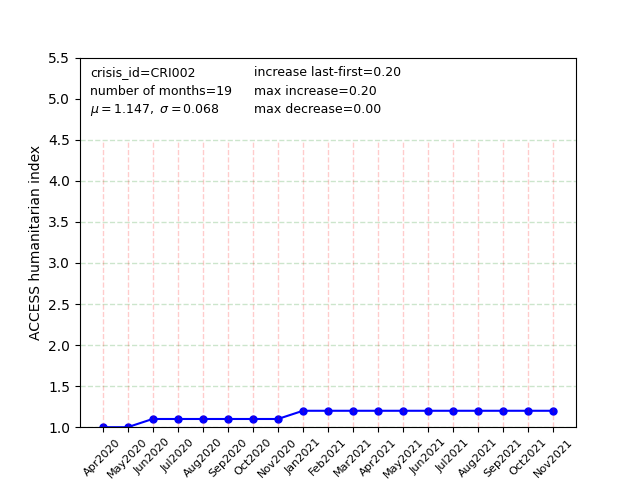 crisis_id=CRI002
number of months=19
μ=1.147, σ=0.068
increase last-first=0.20
max increase=0.20
max decrease=0.00
ACCESS humanitarian index
5.5
5.0
4.5
4.0
3.5
3.0
2.5
2.0
1.5
1.0
Apr2020
May2020
Jun2020
Jul2020
Aug2020
Sep2020
Oct2020
Nov2020
Jan2021
Feb2021
Mar2021
Apr2021
May2021
Jun2021
Jul2021
Aug2021
Sep2021
Oct2021
Nov2021